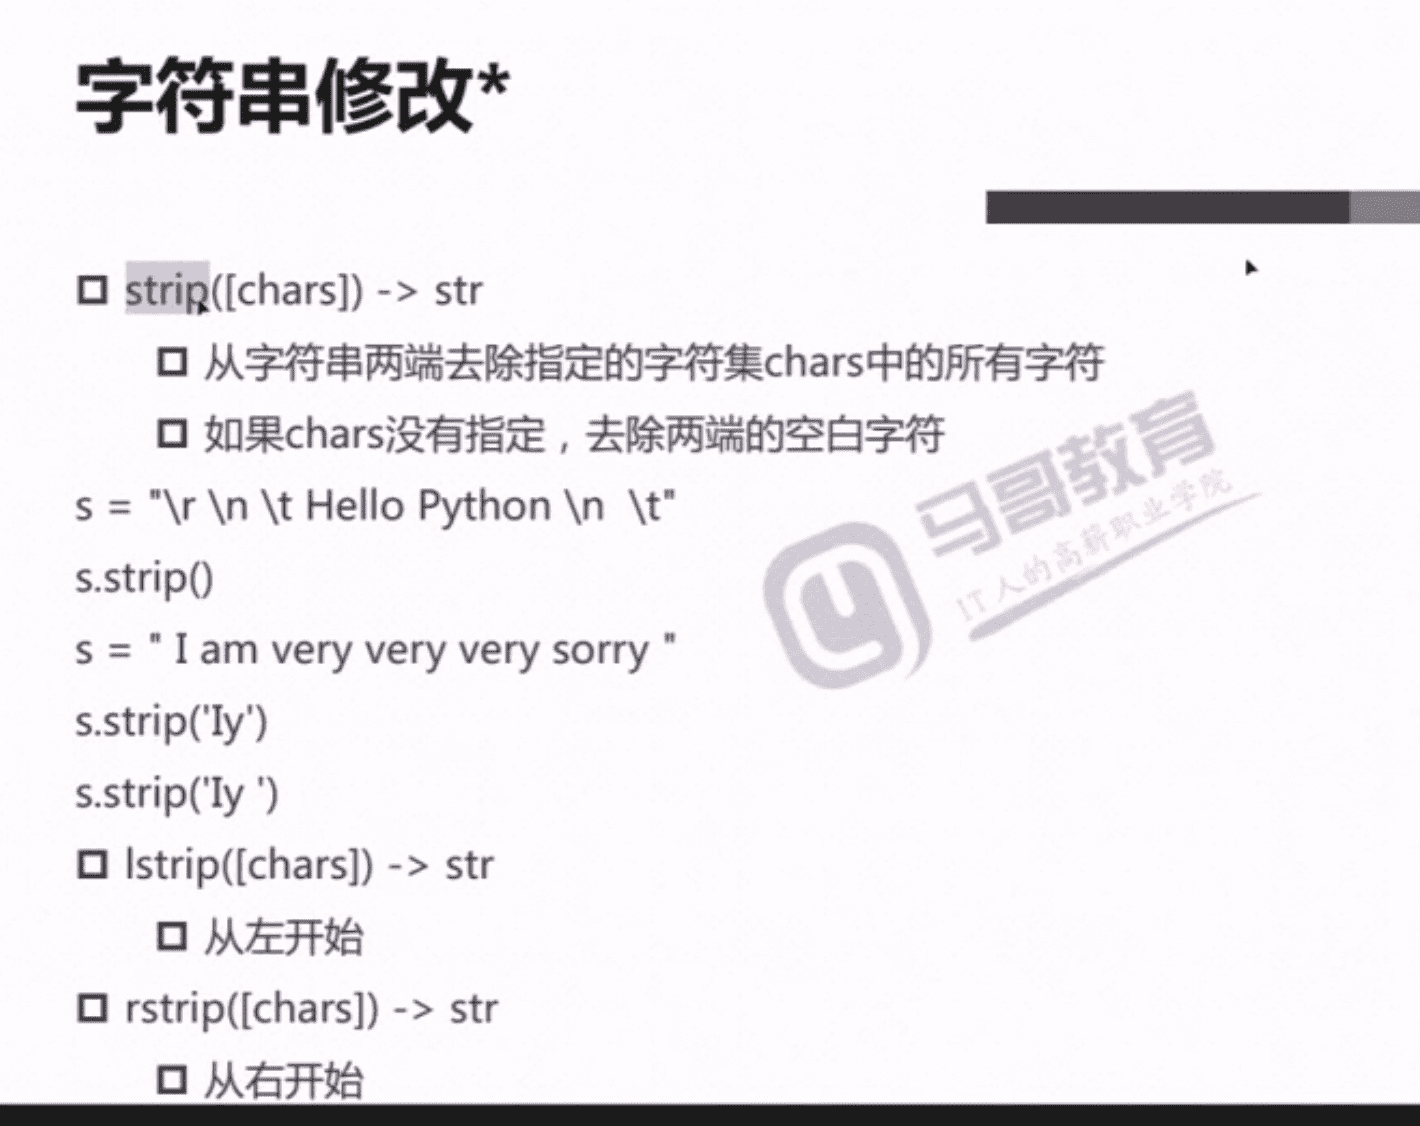 字符串修改*
strip([chars]) -> str
从字符串两端去除指定的字符集chars中的所有字符
如果chars没有指定，去除两端的空白字符
s = "\r \n \t Hello Python \n  \t"
s.strip()
s = " I am very very very sorry "
s.strip('Iy')
s.strip('Iy ')
lstrip([chars]) -> str
从左开始
rstrip([chars]) -> str
从右开始
马哥教育
IT人的高薪职业学院